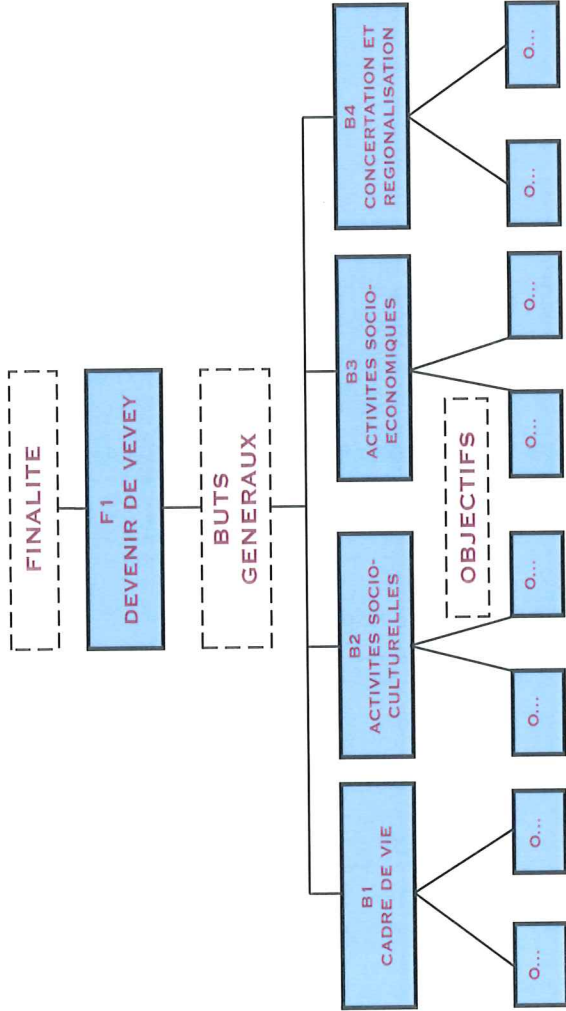 FINALITE
F1
DEVENIR DE VEVEY
BUTS
GENERAUX
B1
CADRE DE VIE
B2
ACTIVITES SOCIO-
CULTURELLES
B3
ACTIVITES SOCIO-
ECONOMIQUES
B4
CONCERTATION ET
REGIONALISATION
OBJECTIFS
O...
O...
O...
O...
O...
O...
O...
O...